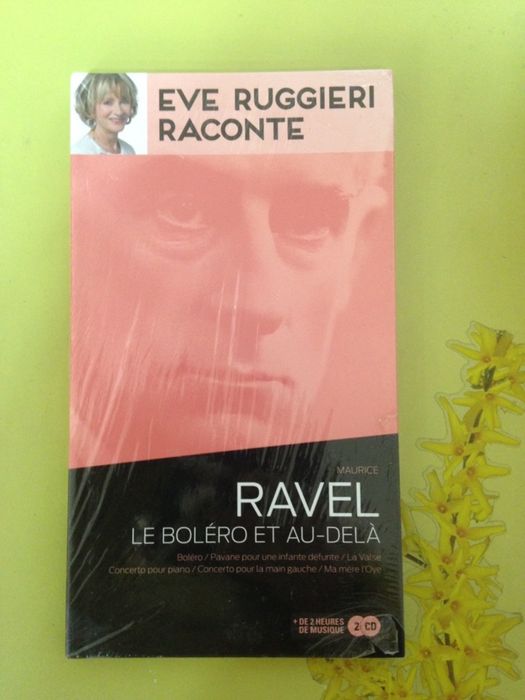 EVE RUGGIERI
RACONTE
MAURICE
RAVEL
LE BOLÉRO ET AU-DELÀ
Boléro / Pavane pour une infante défunte / La Valse
Concerto pour piano / Concerto pour la main gauche / Ma mère l'Oye
+ DE 2 HEURES
DE MUSIQUE
2 CD